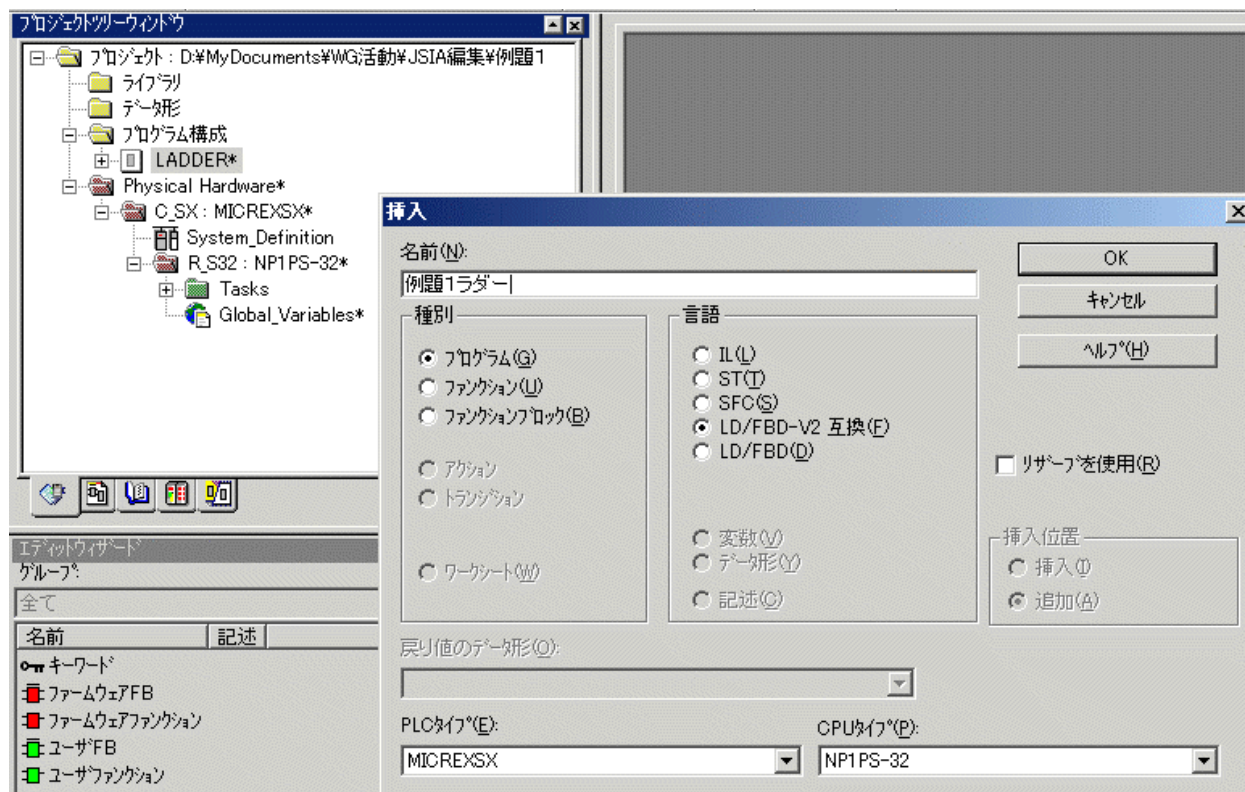 プロジェクトツリーウィンドウ
プロジェクト : D:¥MyDocuments¥WG活動¥JSIA編集¥例題1
ライブラリ
データ形
プログラム構成
LADDER*
Physical Hardware*
C_SX : MICREXSX*
System_Definition
R_S32 : NP1PS-32*
Tasks
Global_Variables*
エディットウィザード
グループ:
全て
名前 記述
キーワード
ファームウェアFB
ファームウェアファンクション
ユーザFB
ユーザファンクション
挿入
名前(N):
例題1ラダー
種別
プログラム(G)
ファンクション(U)
ファンクションブロック(B)
アクション
トランジション
ワークシート(W)
言語
IL(L)
ST(T)
SFC(S)
LD/FBD-V2 互換(F)
LD/FBD(D)
変数(V)
データ形(Y)
記述(C)
OK
キャンセル
ヘルプ(H)
リザーブを使用(R)
挿入位置
挿入(I)
追加(A)
戻り値のデータ形(O):
PLCタイプ(E):
MICREXSX
CPUタイプ(P):
NP1PS-32